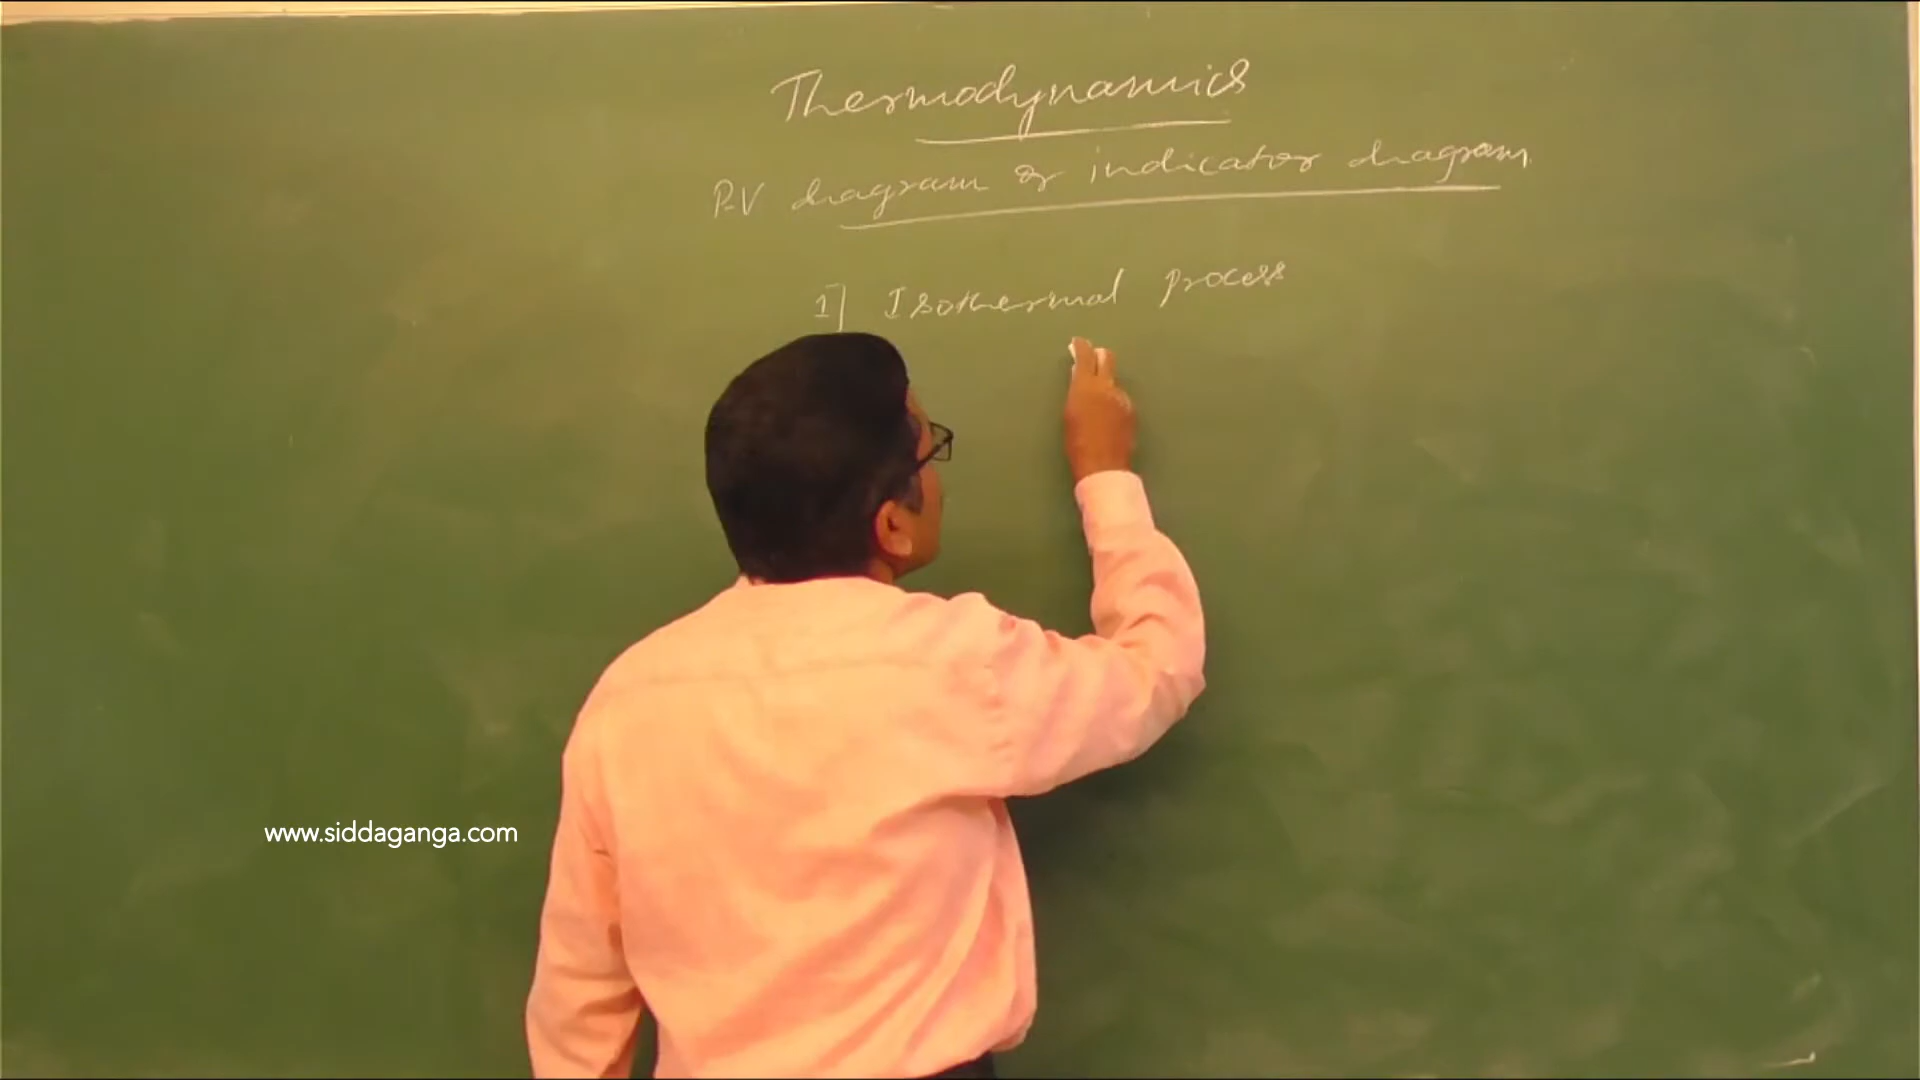 Thermodynamics
P-V diagram or indicator diagram
1] Isothermal process
www.siddaganga.com